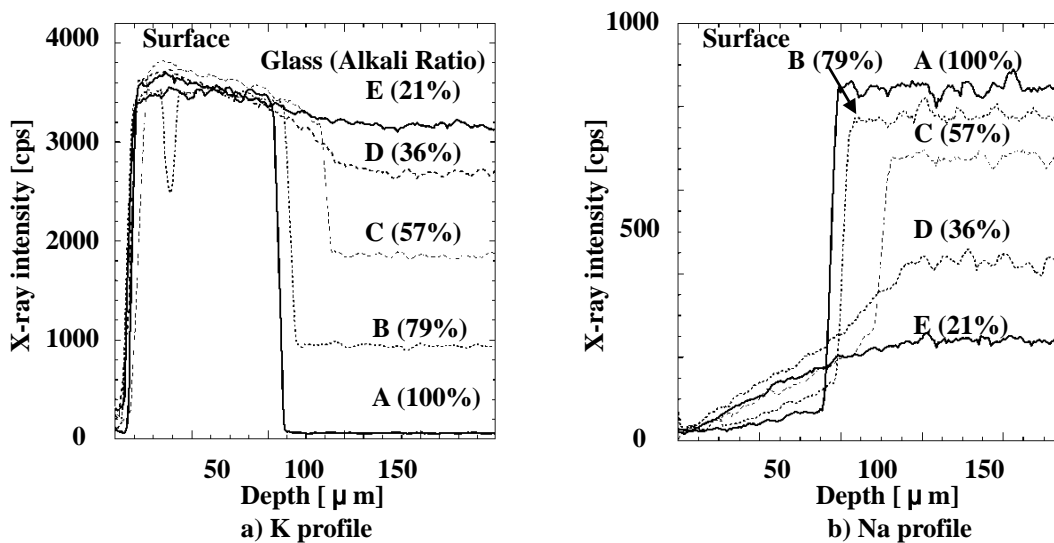 Surface
Glass (Alkali Ratio)
E (21%)
D (36%)
C (57%)
B (79%)
A (100%)
4000
3000
2000
1000
0
X-ray intensity [cps]
50 100 150
Depth [ μ m]
a) K profile
Surface
B (79%)
A (100%)
C (57%)
D (36%)
E (21%)
1000
500
0
X-ray intensity [cps]
50 100 150
Depth [ μ m]
b) Na profile